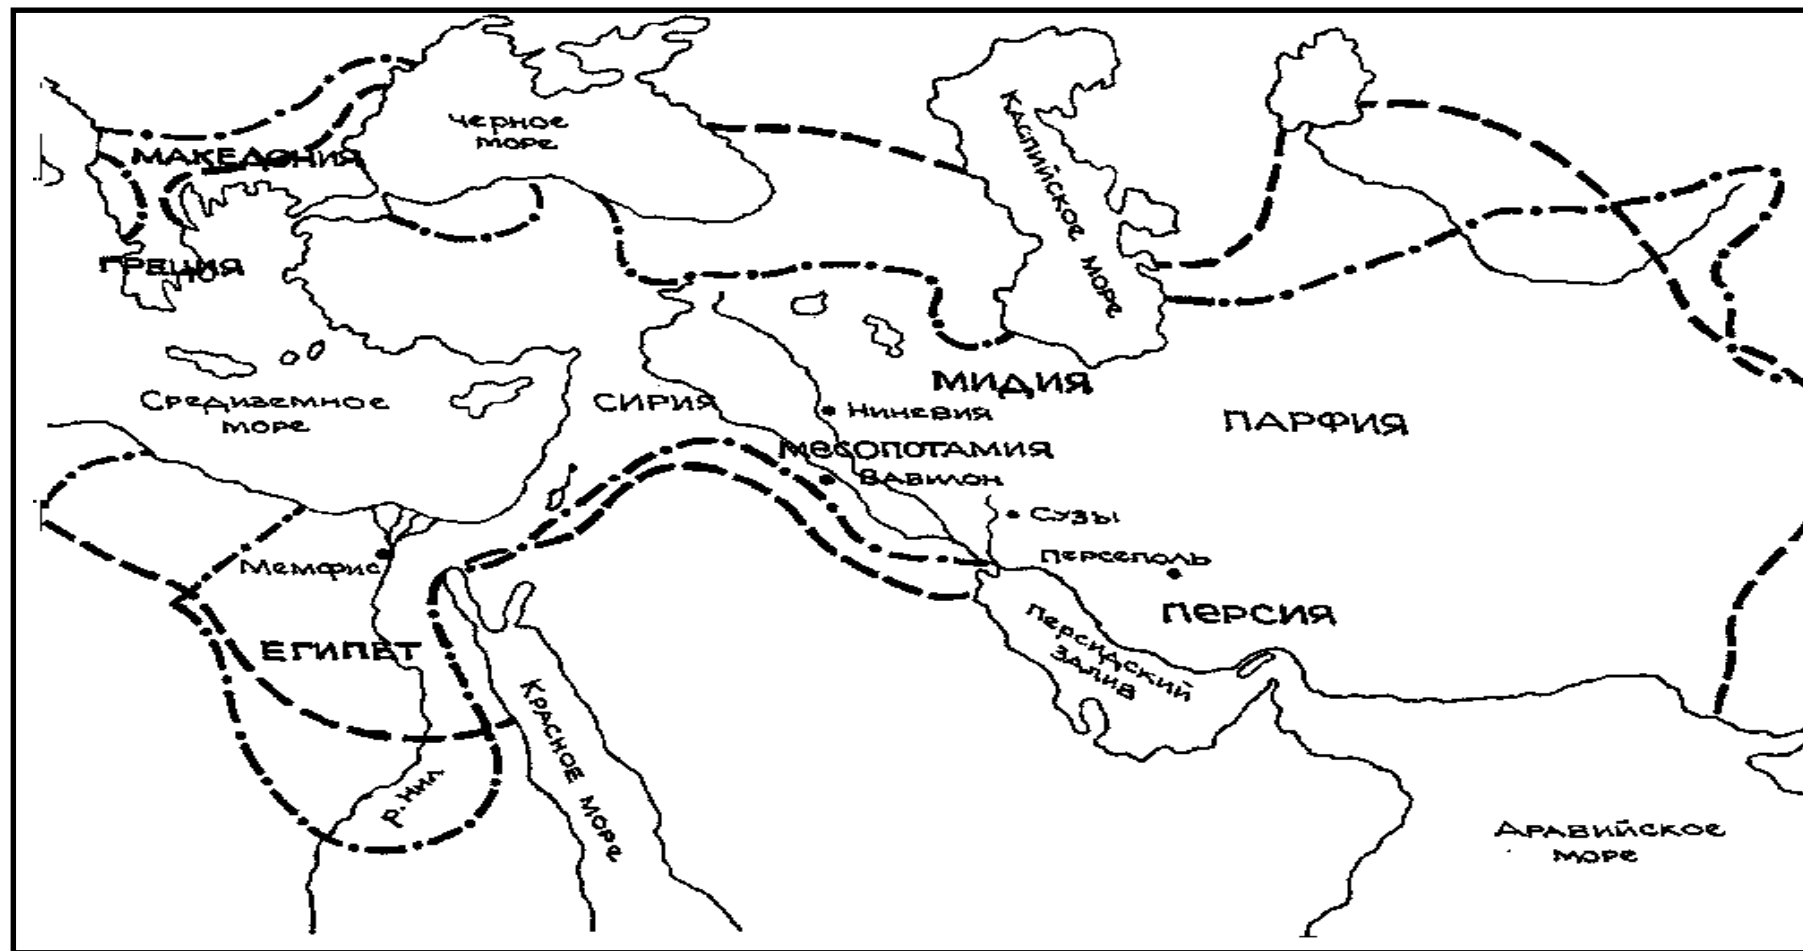 черное
море
МАКЕДОНИЯ
ГРЕЦИЯ
КАСПИЙСКОЕ МОРЕ
Средиземное
море
СИРИЯ
МИДИЯ
Ниневия
МЕСОПОТАМИЯ
ВАВИЛОН
ПАРФИЯ
СУЗЫ
Персеполь
ПЕРСИЯ
Мемфис
ЕГИПЕТ
Персидский
залив
КРАСНОЕ МОРЕ
р. Нил
АРАВИЙСКОЕ
море